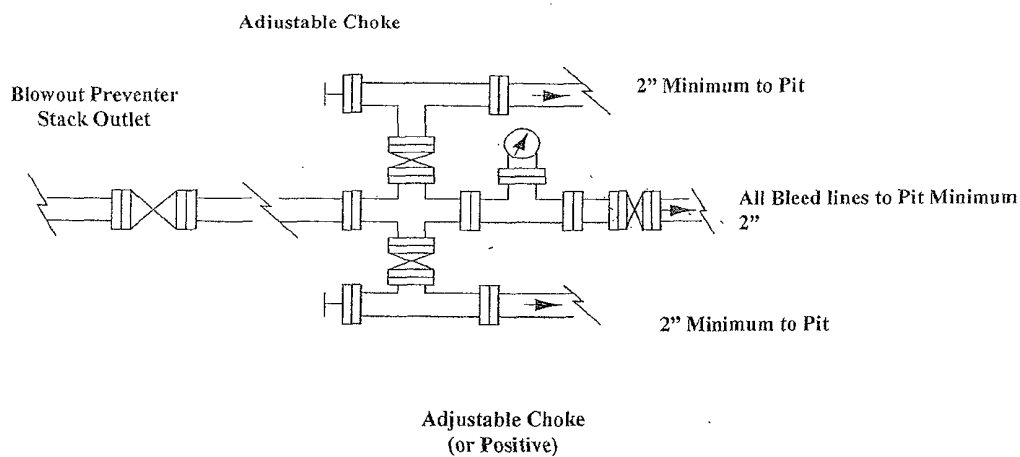 Adjustable Choke
Blowout Preventer
Stack Outlet
2" Minimum to Pit
All Bleed lines to Pit Minimum
2"
2" Minimum to Pit
Adjustable Choke
(or Positive)